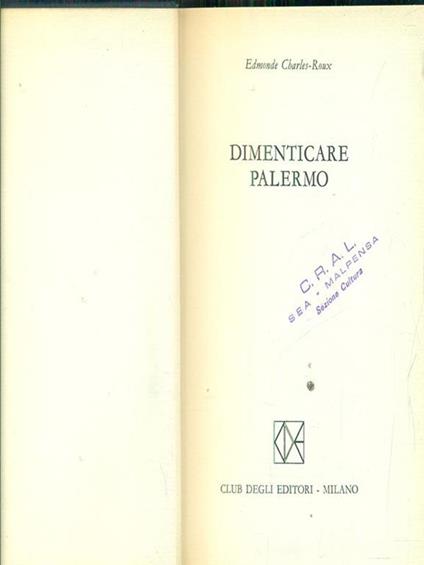 Edmonde Charles-Roux
DIMENTICARE
PALERMO
C. R. A. L.
SEA - MALPENSA
Sezione Cultura
CLUB DEGLI EDITORI - MILANO